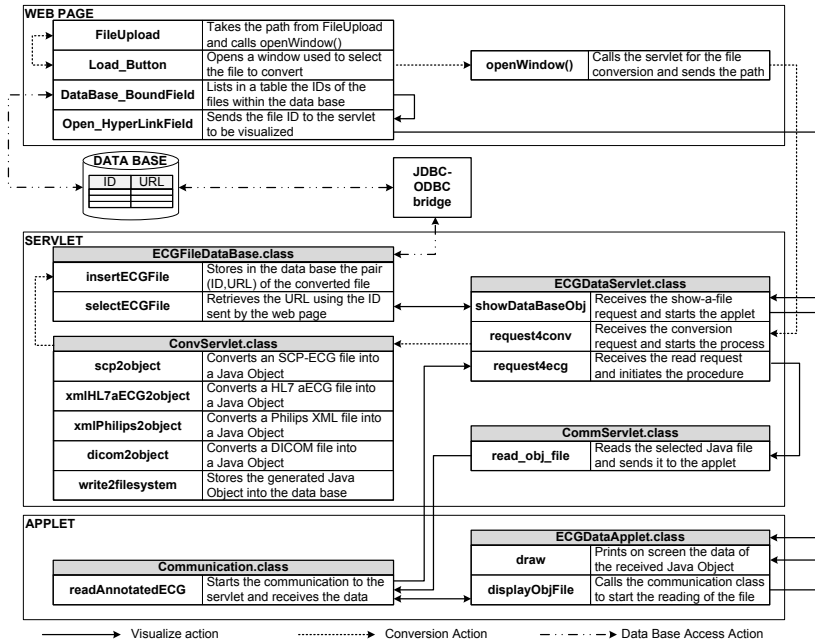 WEB PAGE
FileUpload
Takes the path from FileUpload
and calls openWindow()
Load_Button
Opens a window used to select
the file to convert
DataBase_BoundField
Lists in a table the IDs of the
files within the data base
Open_HyperLinkField
Sends the file ID to the servlet
to be visualized
openWindow()
Calls the servlet for the file
conversion and sends the path
DATA BASE
ID URL
JDBC-
ODBC
bridge
SERVLET
ECGFileDataBase.class
insertECGFile
Stores in the data base the pair
(ID,URL) of the converted file
selectECGFile
Retrieves the URL using the ID
sent by the web page
ConvServlet.class
scp2object
Converts an SCP-ECG file into
a Java Object
xmlHL7aECG2object
Converts a HL7 aECG file into
a Java Object
xmlPhilips2object
Converts a Philips XML file into
a Java Object
dicom2object
Converts a DICOM file into
a Java Object
write2filesystem
Stores the generated Java
Object into the data base
ECGDataServlet.class
showDataBaseObj
Receives the show-a-file
request and starts the applet
request4conv
Receives the conversion
request and starts the process
request4ecg
Receives the read request
and initiates the procedure
CommServlet.class
read_obj_file
Reads the selected Java file
and sends it to the applet
APPLET
Communication.class
readAnnotatedECG
Starts the communication to the
servlet and receives the data
ECGDataApplet.class
draw
Prints on screen the data of
the received Java Object
displayObjFile
Calls the communication class
to start the reading of the file
Visualize action
Conversion Action
Data Base Access Action